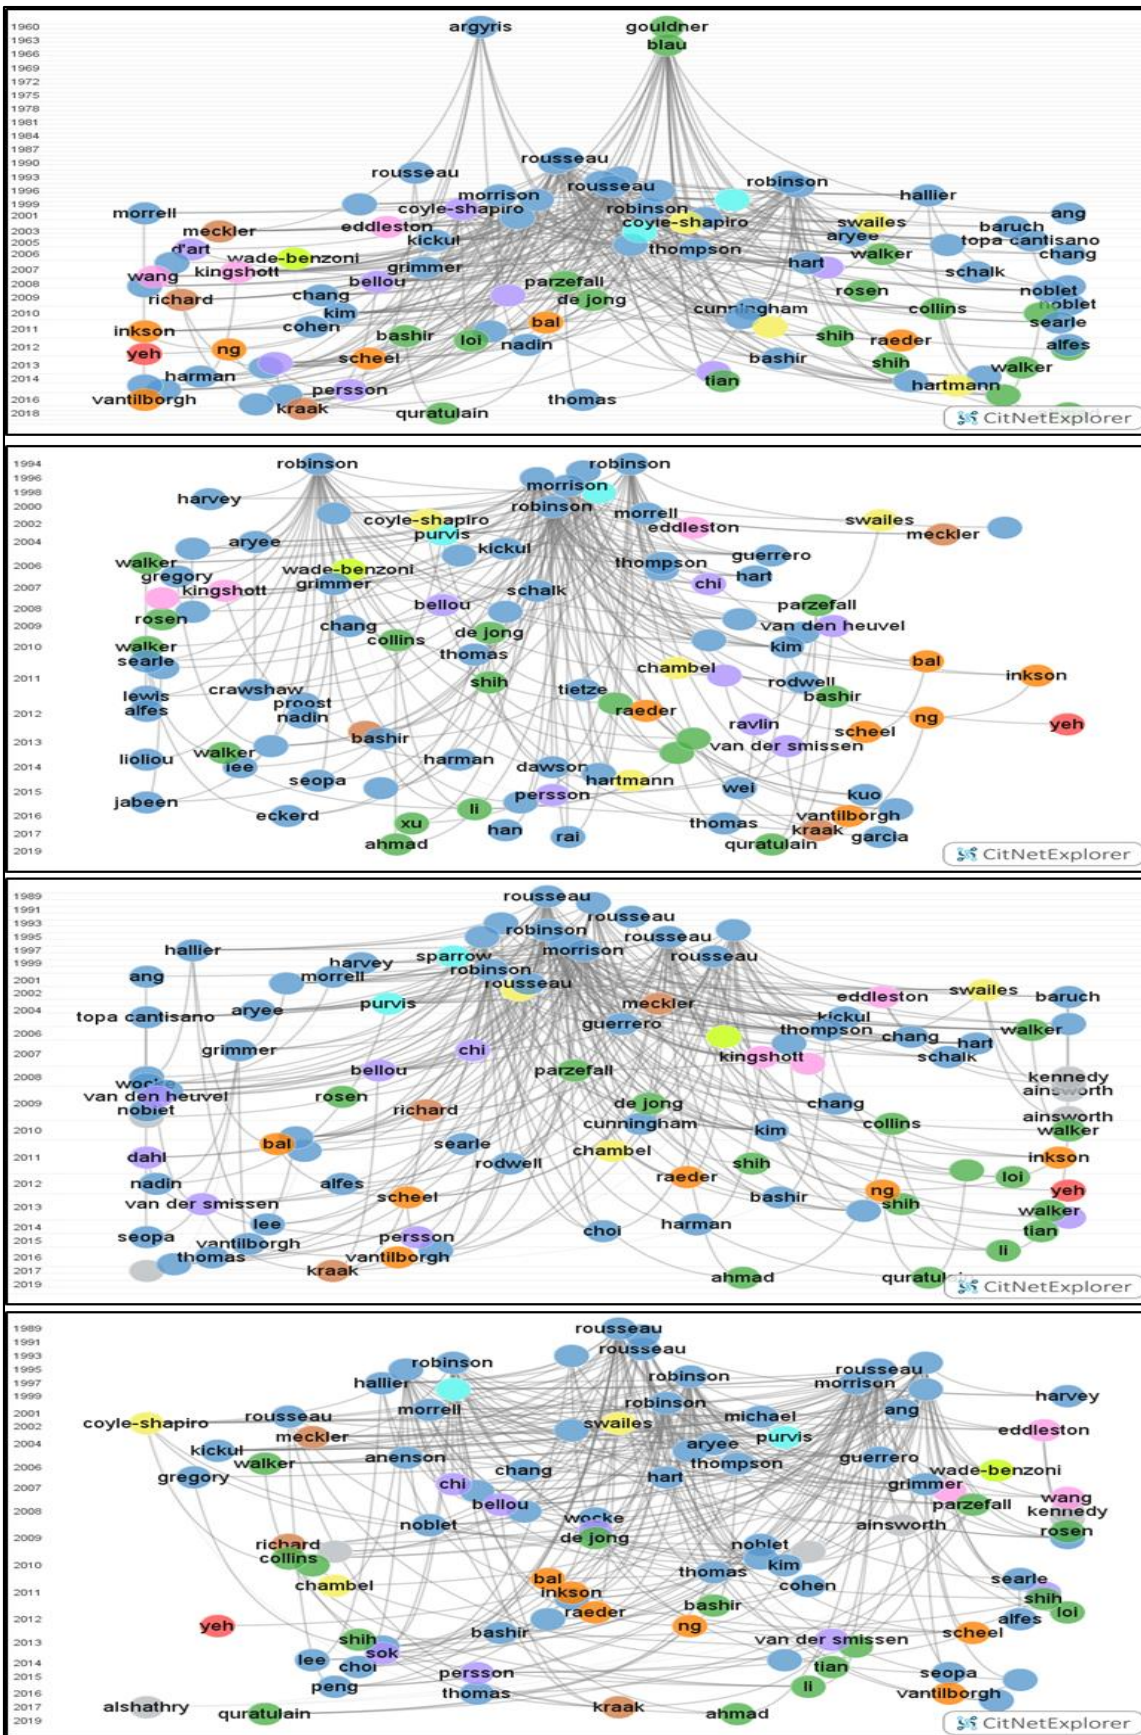 1960 argyris gouldner
1963 blau
1966
1969
1972
1975
1978
1981
1984
1987 rousseau
1990 rousseau
1993 rousseau robinson
1996 morrison hallier
1999 coyle-shapiro robinson
2001 morrell eddleston coyle-shapiro swailes ang
2003 meckler kickul aryee baruch
2005 d'art wade-benzoni thompson walker topa cantisano
2006 grimmer hart chang
2007 wang kingshott bellou parzefall schalk
2008 chang rosen noblet
2009 richard de jong cunningham collins noblet
2010 kim bal searle
2011 inkson cohen bashir loi nadin shih raeder alfes
2012 yeh ng scheel bashir shih
2013 harman persson tian walker
2014 hartmann
2016 vantilborgh kraak quratulain thomas
2018
CitNetExplorer
1994 robinson robinson
1996 morrison
1998 harvey robinson
2000 coyle-shapiro morrell swailes
2002 purvis eddleston meckler
2004 aryee kickul guerrero
2006 walker wade-benzoni thompson
gregory grimmer hart
2007 kingshott schalk chi
2008 rosen bellou parzefall
2009 chang de jong van den heuvel
2010 walker collins thomas kim
searle chambel bal
2011 lewis crawshaw shih tietze rodwell inkson
2012 alfes proost raeder bashir ng
nadin ravlin scheel yeh
2013 lioliou walker bashir van der smissen
2014 lee harman dawson
seopa hartmann
2015 jabeen persson wei kuo
2016 eckerd li thomas vantilborgh
2017 xu han rai kraak garcia
2019 ahmad quratulain
CitNetExplorer
1989 rousseau
1991 rousseau
1993 robinson rousseau
1995 morrison
1997 hallier sparrow rousseau
1999 harvey robinson
2001 ang morrell rousseau swailes
2002 purvis meckler eddleston baruch
2004 topa cantisano aryee guerrero kickul
2006 thompson chang walker
2007 grimmer chi kingshott schalk hart
2008 wocke bellou parzefall kennedy
van den heuvel rosen ainsworth
2009 noblet richard de jong chang ainsworth
2010 cunningham kim collins walker
bal searle chambel
2011 dahl rodwell shih inkson
2012 nadin alfes raeder loi
2013 van der smissen scheel bashir ng shih yeh walker
2014 lee choi harman tian
2015 seopa vantilborgh persson
2016 thomas vantilborgh li
2017 kraak
2019 ahmad
CitNetExplorer
1989 rousseau
1991 rousseau
1993 robinson rousseau
1995 robinson
1997 hallier morrison harvey
1999 morrell robinson
2001 coyle-shapiro rousseau swailes michael ang
2002 meckler purvis eddleston
2004 kickul anenson aryee guerrero
2006 gregory walker chang thompson wade-benzoni
hart grimmer
2007 chi bellou parzefall wang
2008 noblet wocke ainsworth kennedy
2009 richard de jong noblet rosen
2010 collins bal thomas kim searle
2011 chambel inkson cohen shih
2012 yeh raeder bashir alfes loi
2013 shih bashir ng van der smissen scheel
2014 lee sok
choi persson tian seopa
2015 peng thomas li vantilborgh
2016
2017 alshathry kraak
2019 quratulain ahmad
CitNetExplorer